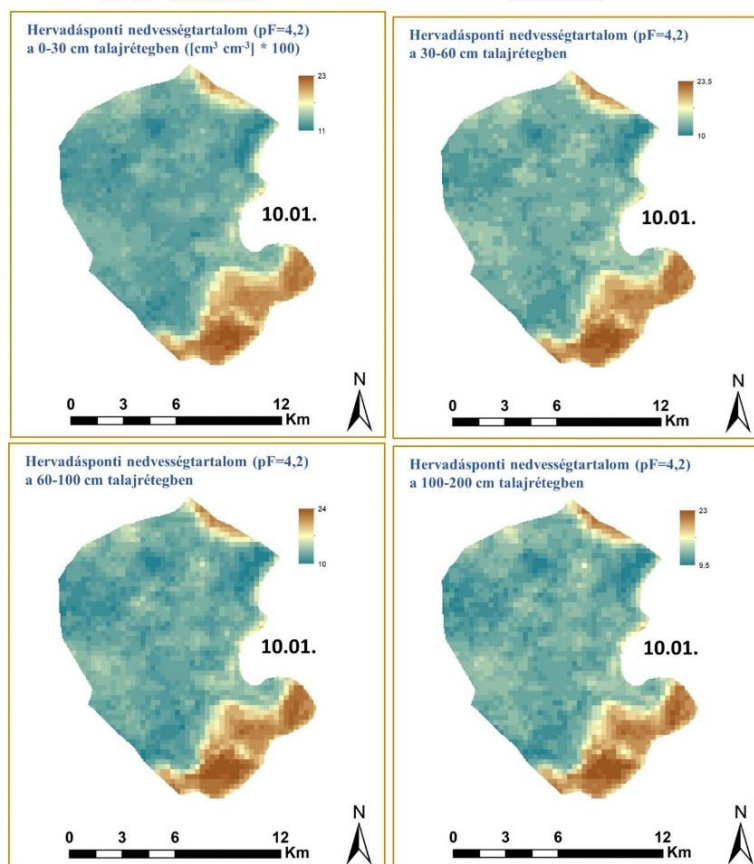 Hervadásponti nedvességtartalom (pF=4,2)
a 0-30 cm talajrétegben ([cm³ cm⁻³] * 100)
23
11
10.01.
N
0 3 6 12
Km
Hervadásponti nedvességtartalom (pF=4,2)
a 30-60 cm talajrétegben
23.5
10
10.01.
N
0 3 6 12
Km
Hervadásponti nedvességtartalom (pF=4,2)
a 60-100 cm talajrétegben
24
10
10.01.
N
0 3 6 12
Km
Hervadásponti nedvességtartalom (pF=4,2)
a 100-200 cm talajrétegben
23
9.5
10.01.
N
0 3 6 12
Km